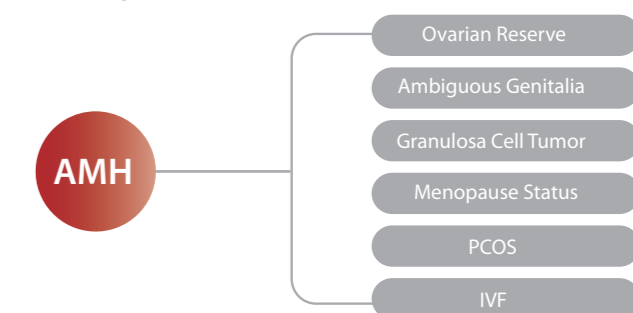 AMH
Ovarian Reserve
Ambiguous Genitalia
Granulosa Cell Tumor
Menopause Status
PCOS
IVF